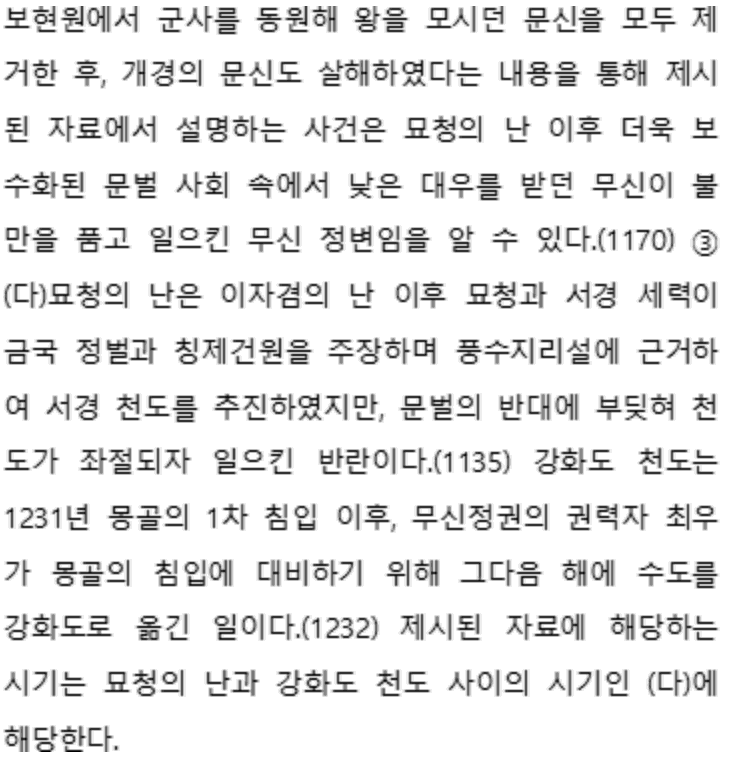 보현원에서 군사를 동원해 왕을 모시던 문신을 모두 제
거한 후, 개경의 문신도 살해하였다는 내용을 통해 제시
된 자료에서 설명하는 사건은 묘청의 난 이후 더욱 보
수화된 문벌 사회 속에서 낮은 대우를 받던 무신이 불
만을 품고 일으킨 무신 정변임을 알 수 있다.(1170) ③
(다)묘청의 난은 이자겸의 난 이후 묘청과 서경 세력이
금국 정벌과 칭제건원을 주장하며 풍수지리설에 근거하
여 서경 천도를 추진하였지만, 문벌의 반대에 부딪혀 천
도가 좌절되자 일으킨 반란이다.(1135) 강화도 천도는
1231년 몽골의 1차 침입 이후, 무신정권의 권력자 최우
가 몽골의 침입에 대비하기 위해 그다음 해에 수도를
강화도로 옮긴 일이다.(1232) 제시된 자료에 해당하는
시기는 묘청의 난과 강화도 천도 사이의 시기인 (다)에
해당한다.